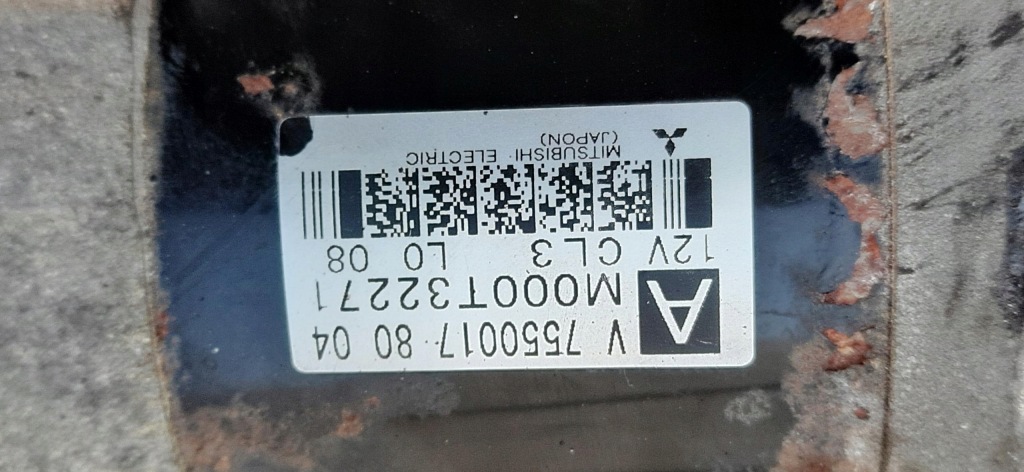 A
V 7550017 80 04
M000T32271
12V CL3 L0 08
MITSUBISHI ELECTRIC
(JAPON)